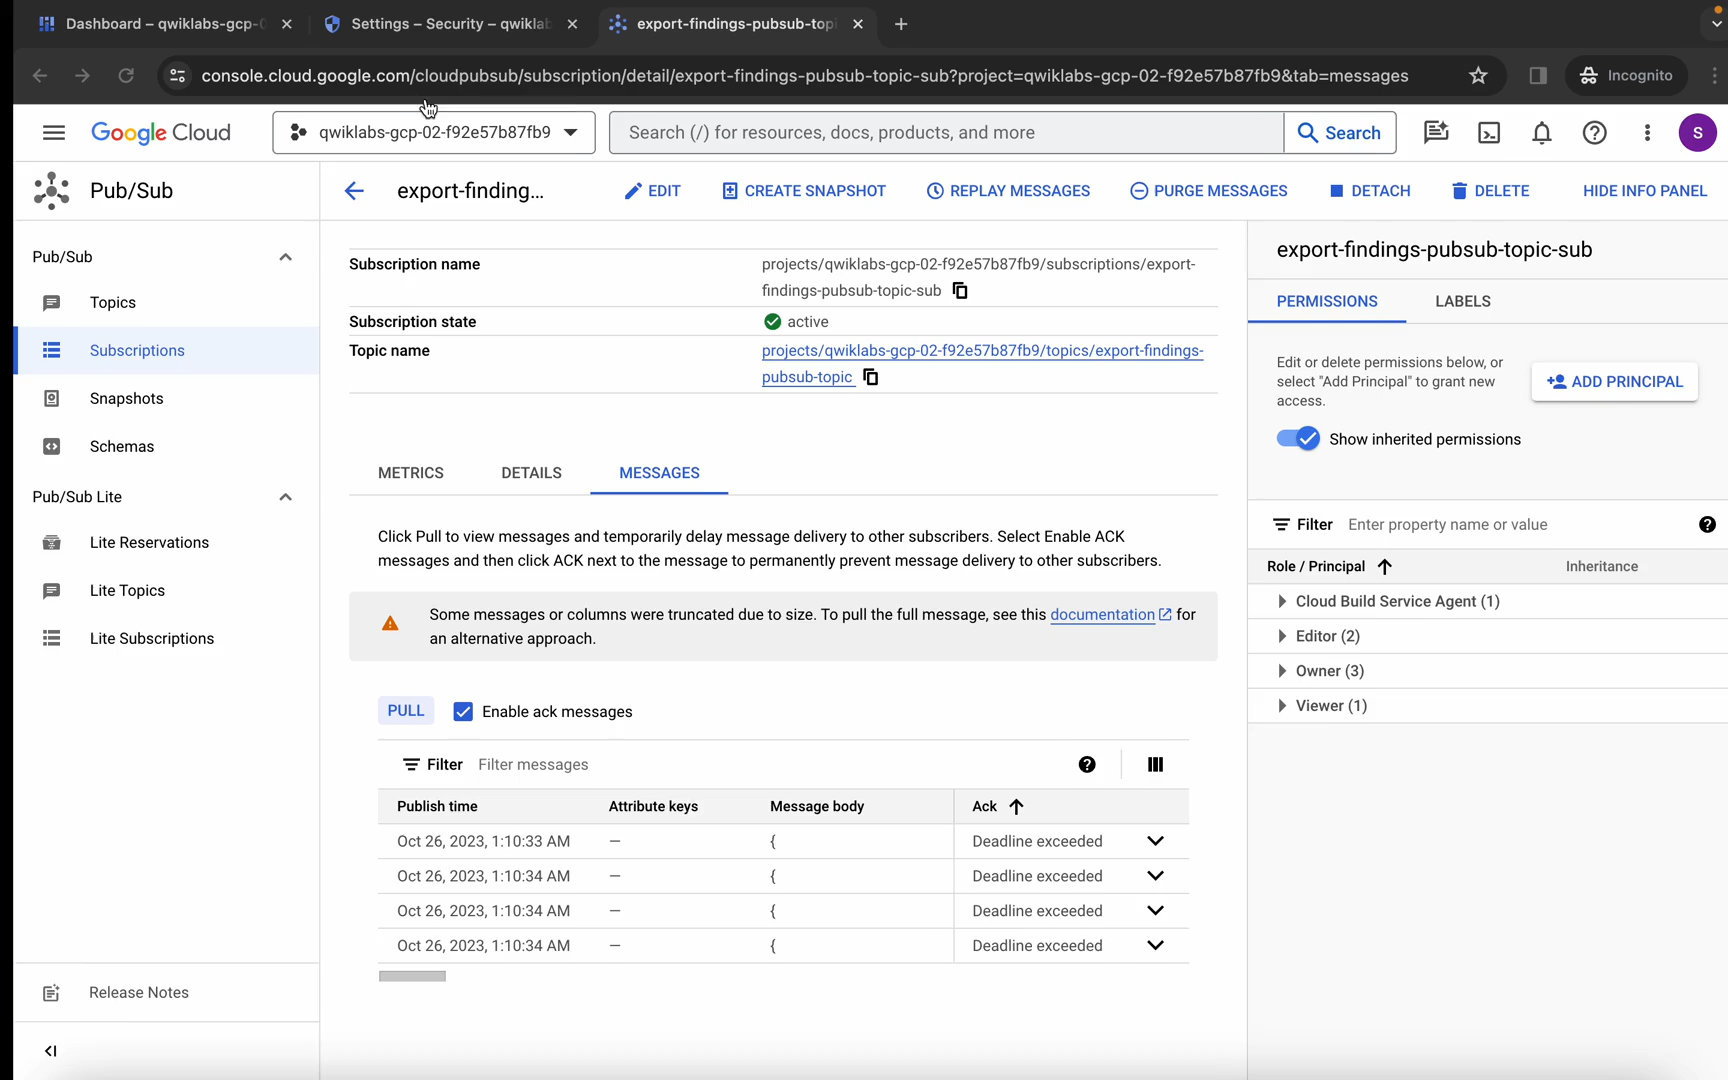 Dashboard – qwiklabs-gcp-0
Settings – Security – qwiklab
export-findings-pubsub-top
console.cloud.google.com/cloudpubsub/subscription/detail/export-findings-pubsub-topic-sub?project=qwiklabs-gcp-02-f92e57b87fb9&tab=messages
Incognito
Google Cloud
qwiklabs-gcp-02-f92e57b87fb9
Search (/) for resources, docs, products, and more
Search
S
Pub/Sub
export-finding...
EDIT
CREATE SNAPSHOT
REPLAY MESSAGES
PURGE MESSAGES
DETACH
DELETE
HIDE INFO PANEL
Pub/Sub
Topics
Subscriptions
Snapshots
Schemas
Pub/Sub Lite
Lite Reservations
Lite Topics
Lite Subscriptions
Release Notes
Subscription name
projects/qwiklabs-gcp-02-f92e57b87fb9/subscriptions/export-
findings-pubsub-topic-sub
Subscription state
active
Topic name
projects/qwiklabs-gcp-02-f92e57b87fb9/topics/export-findings-
pubsub-topic
METRICS
DETAILS
MESSAGES
Click Pull to view messages and temporarily delay message delivery to other subscribers. Select Enable ACK
messages and then click ACK next to the message to permanently prevent message delivery to other subscribers.
Some messages or columns were truncated due to size. To pull the full message, see this documentation for
an alternative approach.
PULL
Enable ack messages
Filter
Filter messages
Publish time Attribute keys Message body Ack
Oct 26, 2023, 1:10:33 AM — { Deadline exceeded
Oct 26, 2023, 1:10:34 AM — { Deadline exceeded
Oct 26, 2023, 1:10:34 AM — { Deadline exceeded
Oct 26, 2023, 1:10:34 AM — { Deadline exceeded
export-findings-pubsub-topic-sub
PERMISSIONS
LABELS
Edit or delete permissions below, or
select "Add Principal" to grant new
access.
ADD PRINCIPAL
Show inherited permissions
Filter
Enter property name or value
Role / Principal
Inheritance
Cloud Build Service Agent (1)
Editor (2)
Owner (3)
Viewer (1)